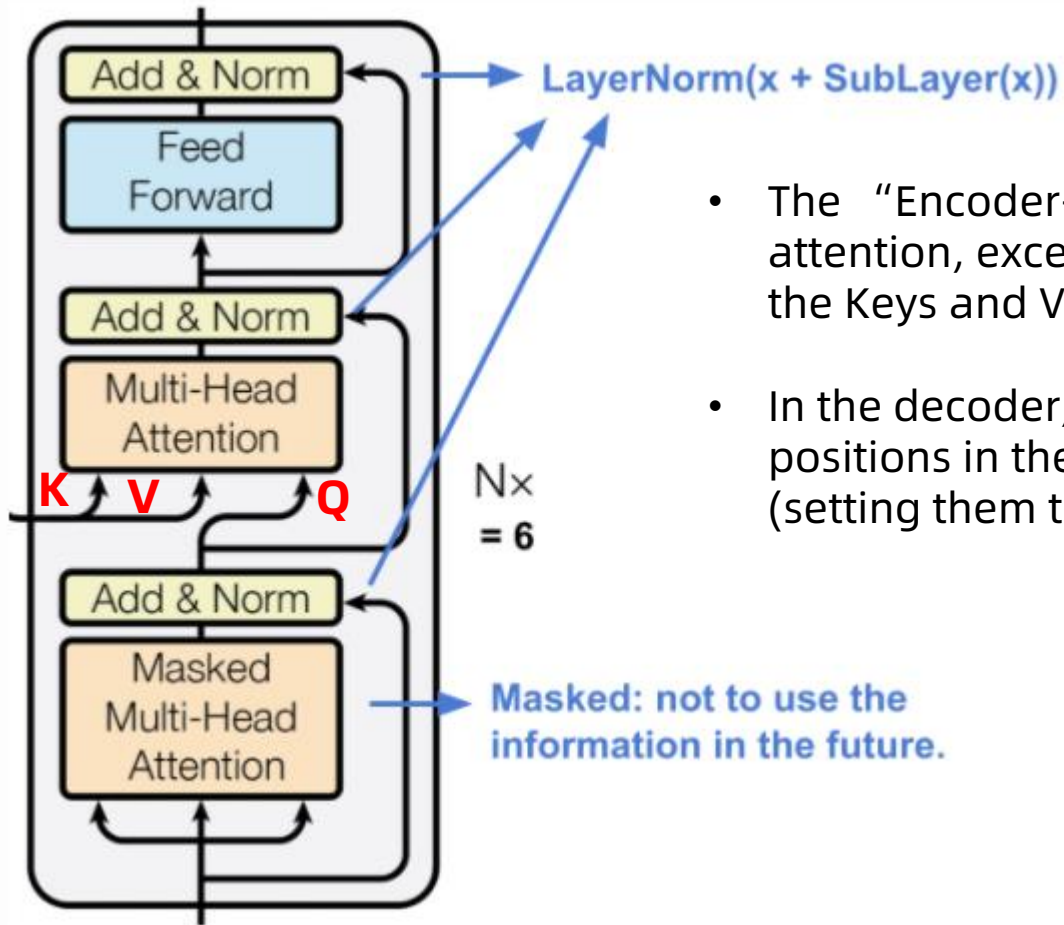 Add & Norm
LayerNorm(x + SubLayer(x))
Feed
Forward
Add & Norm
Multi-Head
Attention
K
V
Q
N×
= 6
Add & Norm
Masked
Multi-Head
Attention
Masked: not to use the
information in the future.
• The “Encoder-
attention, exce
the Keys and V
• In the decoder,
positions in the
(setting them t